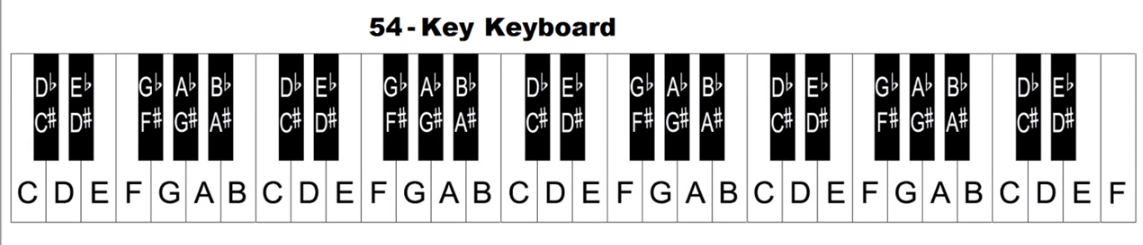 54-Key Keyboard
D♭ E♭ G♭ A♭ B♭ D♭ E♭ G♭ A♭ B♭ D♭ E♭ G♭ A♭ B♭ D♭ E♭ G♭ A♭ B♭ D♭ E♭
C# D# F# G# A# C# D# F# G# A# C# D# F# G# A# C# D# F# G# A# C# D#
C D E F G A B C D E F G A B C D E F G A B C D E F G A B C D E F